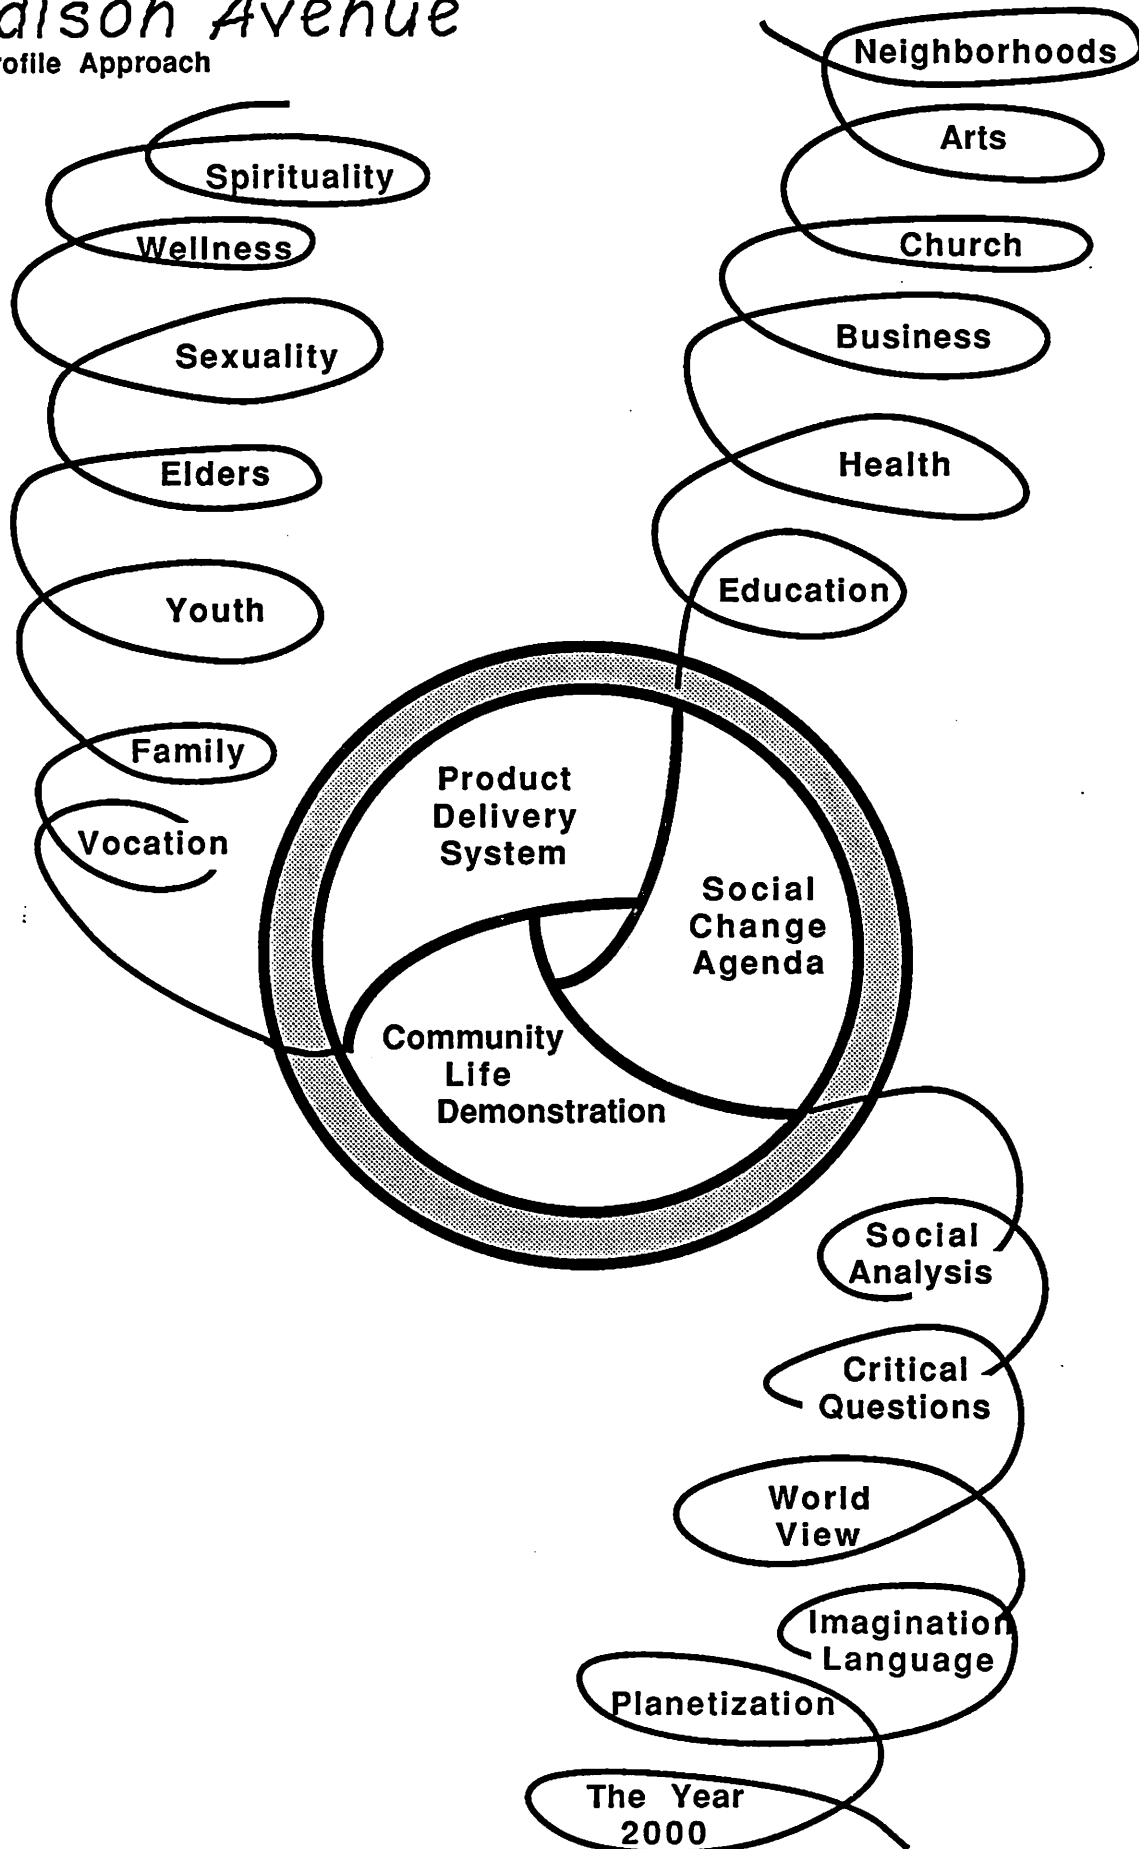 Avenue
Approach
Neighborhoods
Arts
Church
Business
Health
Education
Spirituality
Wellness
Sexuality
Elders
Youth
Family
Vocation
Product
Delivery
System
Social
Change
Agenda
Community
Life
Demonstration
Social
Analysis
Critical
Questions
World
View
Imagination
Language
Planetization
The Year
2000